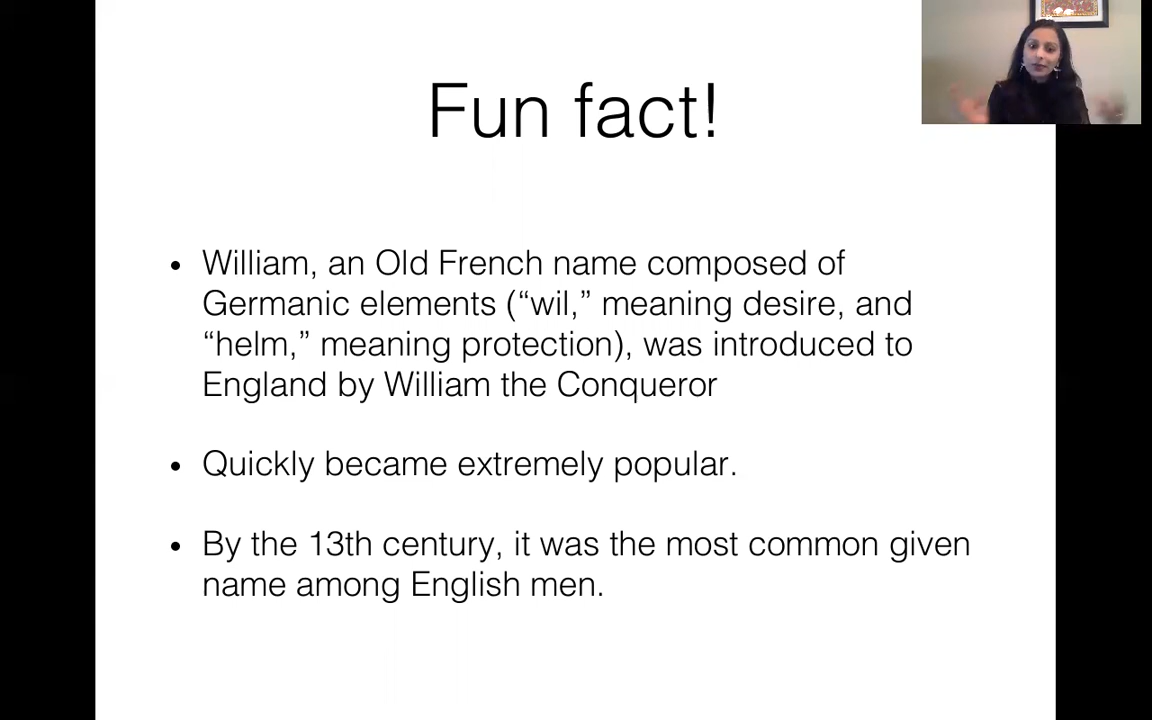 Fun fact!
• William, an Old French name composed of
Germanic elements (“wil,” meaning desire, and
“helm,” meaning protection), was introduced to
England by William the Conqueror
• Quickly became extremely popular.
• By the 13th century, it was the most common given
name among English men.